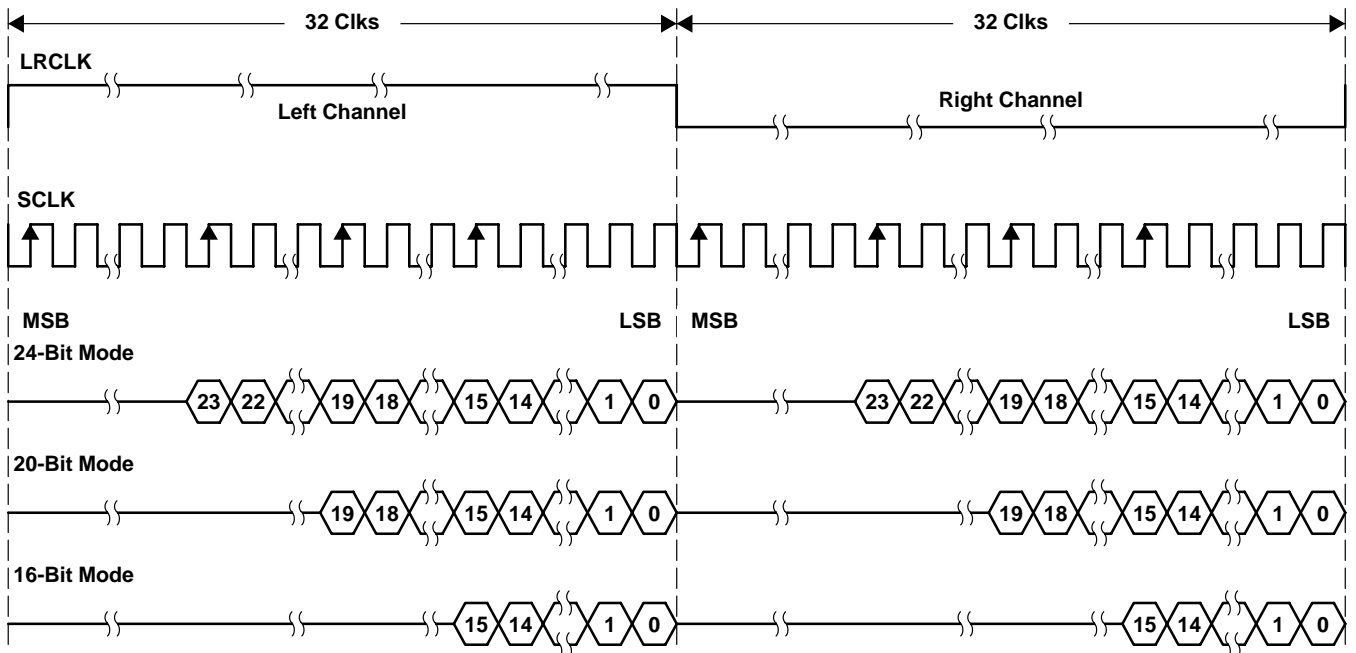 32 Clks 32 Clks
LRCLK
Left Channel Right Channel
SCLK
MSB LSB MSB LSB
24-Bit Mode
23 22 19 18 15 14 1 0 23 22 19 18 15 14 1 0
20-Bit Mode
19 18 15 14 1 0 19 18 15 14 1 0
16-Bit Mode
15 14 1 0 15 14 1 0